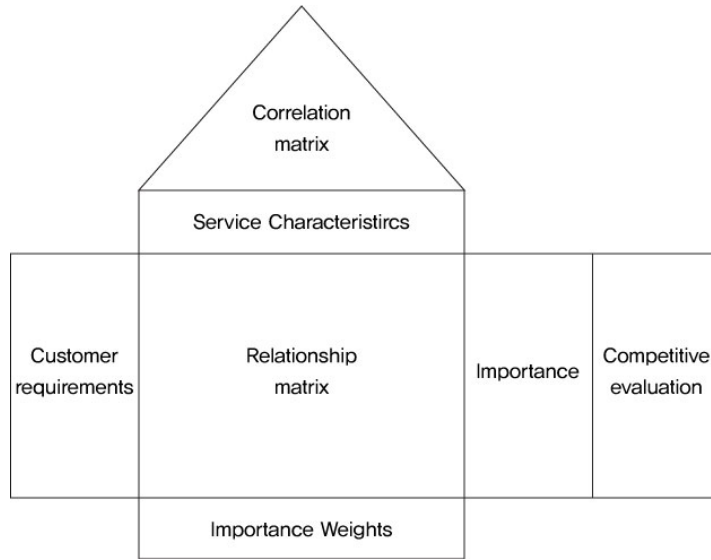 Correlation
matrix
Service Characteristircs
Customer
requirements
Relationship
matrix
Importance
Competitive
evaluation
Importance Weights